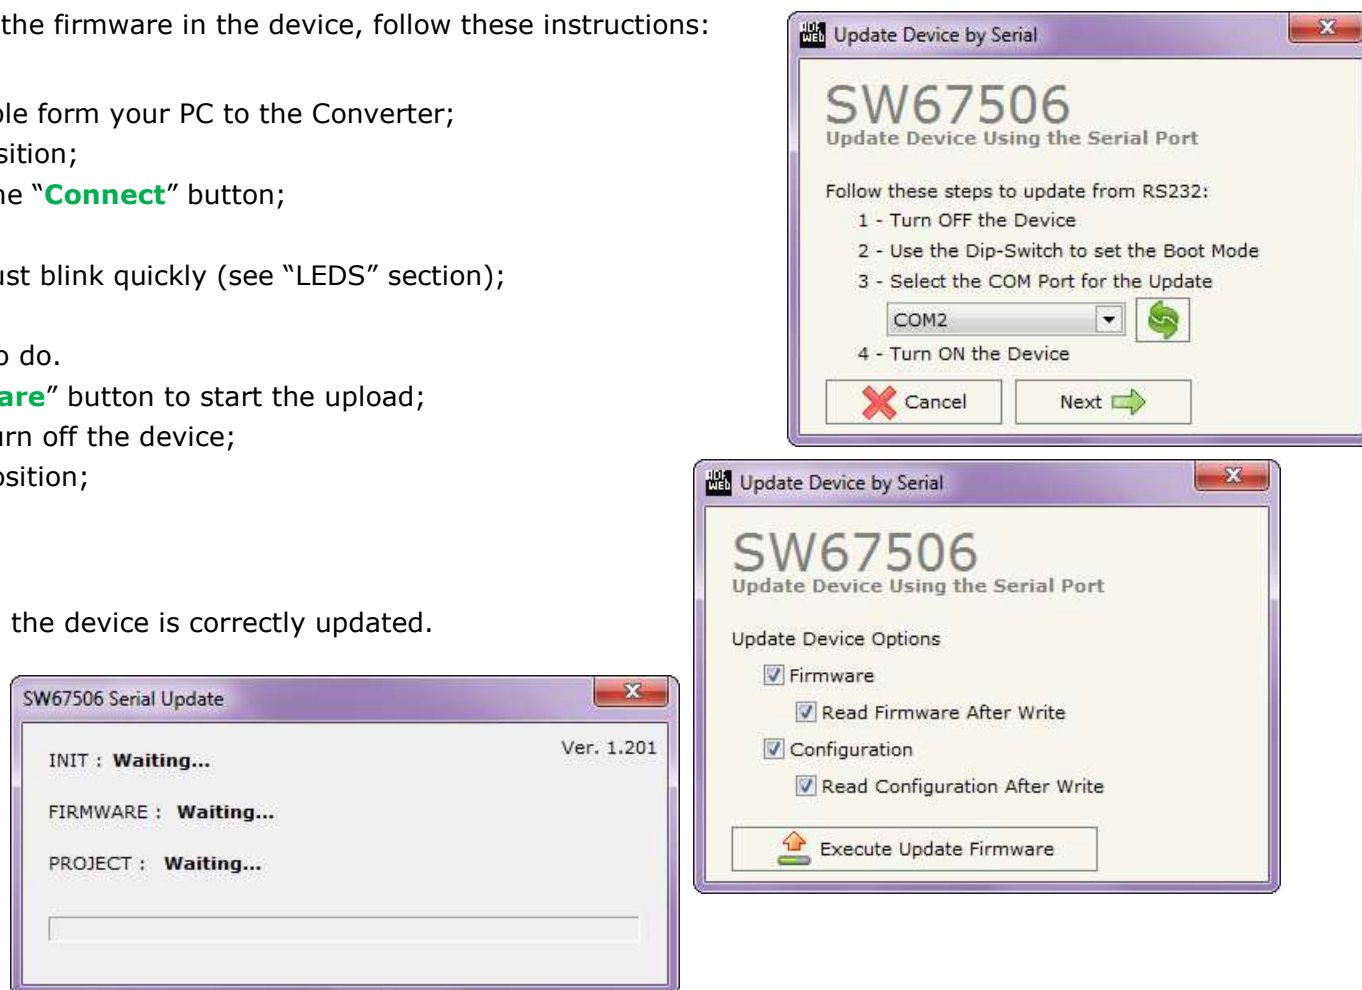 the firmware in the device, follow these instructions:
ble form your PC to the Converter;
sition;
he “Connect” button;
ust blink quickly (see “LEDS” section);
o do.
are” button to start the upload;
urn off the device;
osition;
the device is correctly updated.
ADF
WEB
Update Device by Serial
SW67506
Update Device Using the Serial Port
Follow these steps to update from RS232:
1 - Turn OFF the Device
2 - Use the Dip-Switch to set the Boot Mode
3 - Select the COM Port for the Update
COM2
4 - Turn ON the Device
Cancel
Next
ADF
WEB
Update Device by Serial
SW67506
Update Device Using the Serial Port
Update Device Options
Firmware
Read Firmware After Write
Configuration
Read Configuration After Write
Execute Update Firmware
SW67506 Serial Update
Ver. 1.201
INIT : Waiting...
FIRMWARE : Waiting...
PROJECT : Waiting...